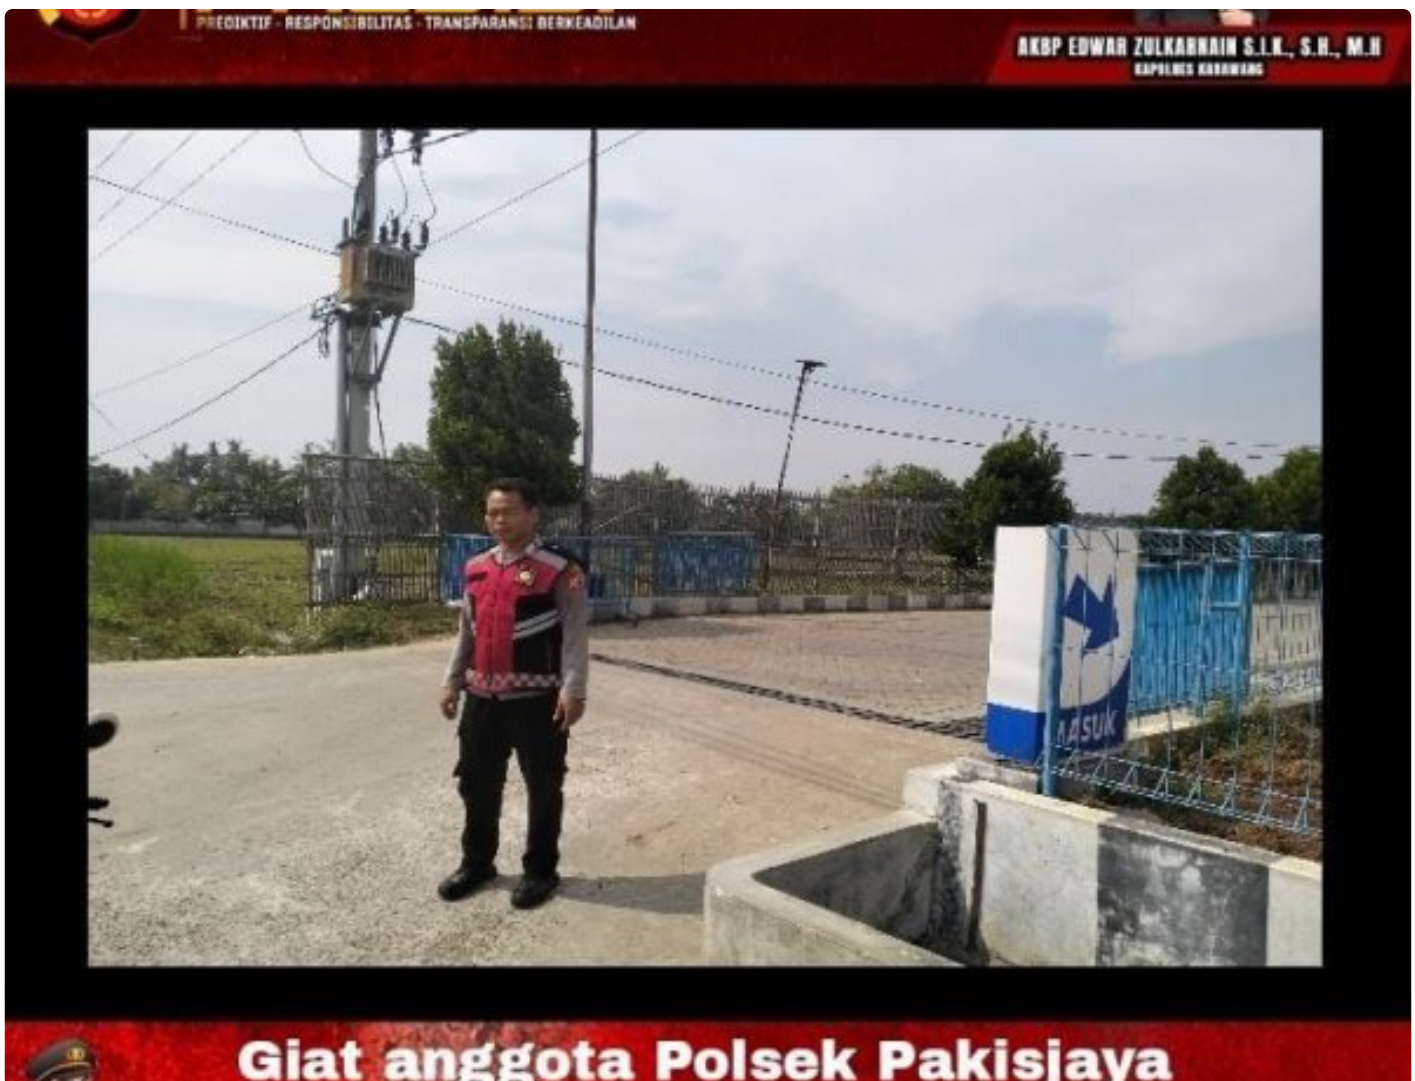 PREDIKTIF - RESPONSIBILITAS - TRANSPARANSI BERKEADILAN
AKBP EDWAR ZULKARNAIN S.I.K., S.H., M.H
KAPOLRES KARAWANG
MASUK
Giat anggota Polsek Pakisjaya